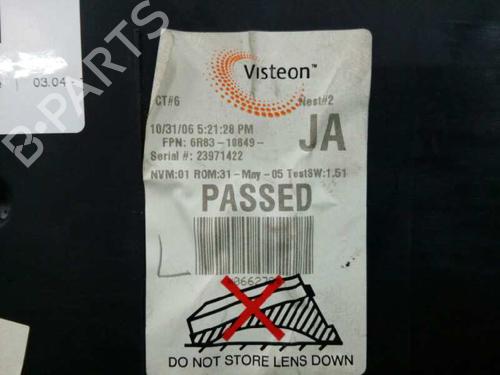 Visteon™
03.04
CT#6 Nest#2
10/31/06 5:21:28 PM
FPN: 6R83-10849-
JA
Serial #: 23971422
NVM:01 ROM:31-May-05 TestSW:1.51
PASSED
L
DO NOT STORE LENS DOWN
B-Parts